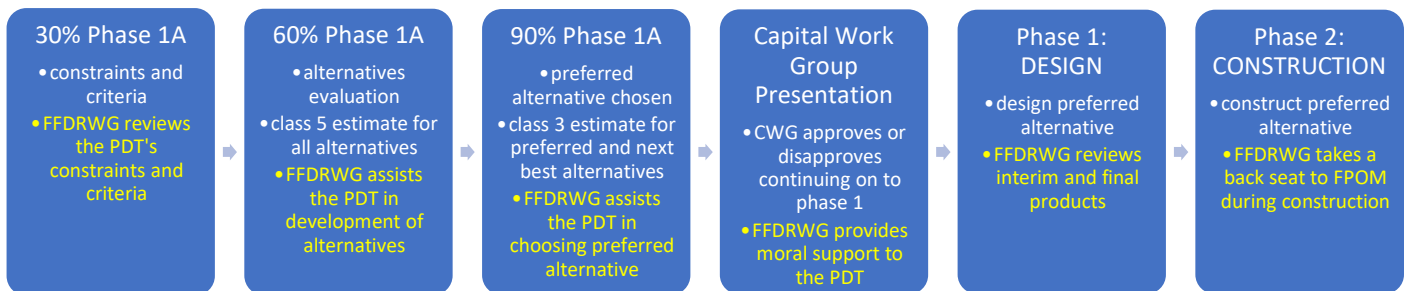 30% Phase 1A
•constraints and
criteria
•FFDRWG reviews
the PDT's
constraints and
criteria
60% Phase 1A
•alternatives
evaluation
•class 5 estimate for
all alternatives
•FFDRWG assists
the PDT in
development of
alternatives
90% Phase 1A
•preferred
alternative chosen
•class 3 estimate for
preferred and next
best alternatives
•FFDRWG assists
the PDT in
choosing preferred
alternative
Capital Work
Group
Presentation
•CWG approves or
disapproves
continuing on to
phase 1
•FFDRWG provides
moral support to
the PDT
Phase 1:
DESIGN
•design preferred
alternative
•FFDRWG reviews
interim and final
products
Phase 2:
CONSTRUCTION
•construct preferred
alternative
•FFDRWG takes a
back seat to FPOM
during construction